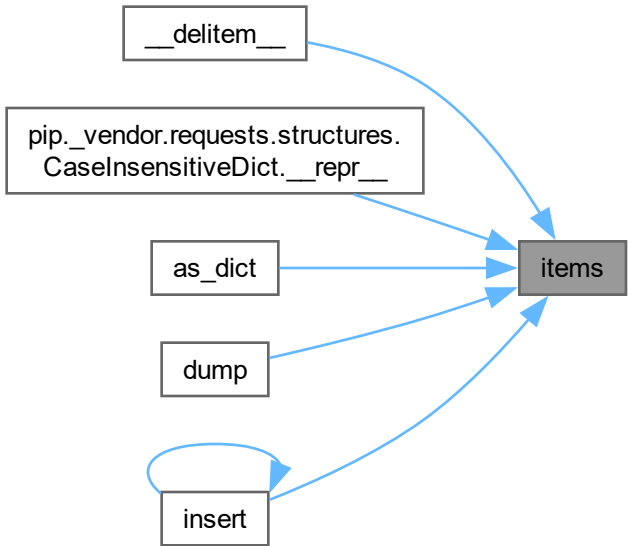 __delitem__
pip._vendor.requests.structures.
CaseInsensitiveDict.__repr__
as_dict
items
dump
insert